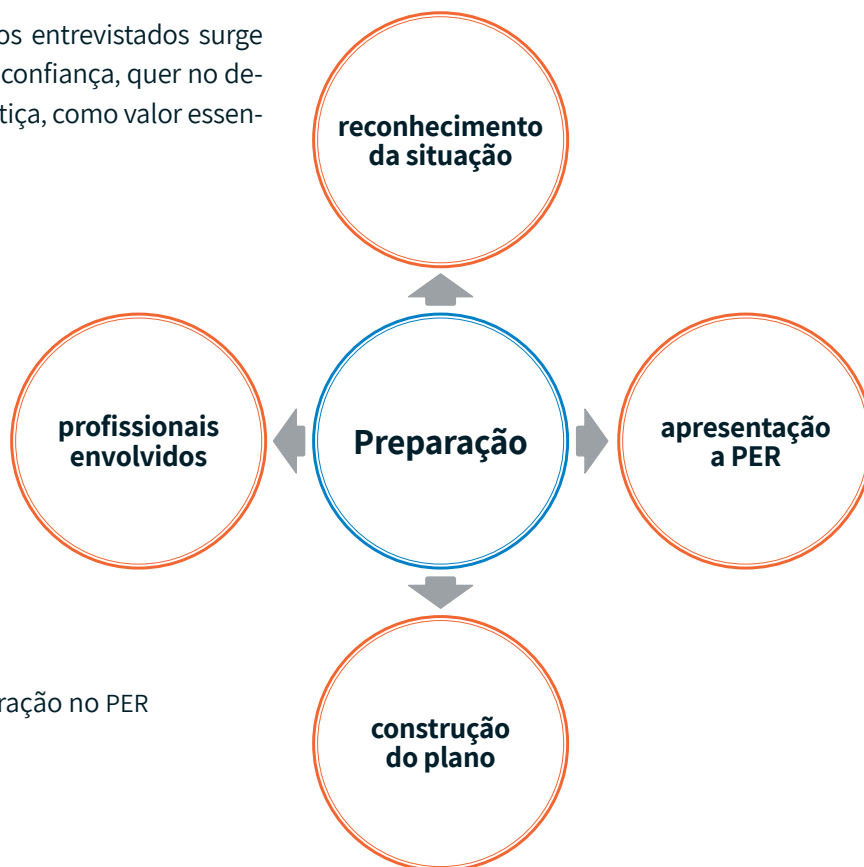 os entrevistados surge
confiança, quer no de-
tiça, como valor essen-
reconhecimento
da situação
profissionais
envolvidos
Preparação
apresentação
a PER
ração no PER
construção
do plano